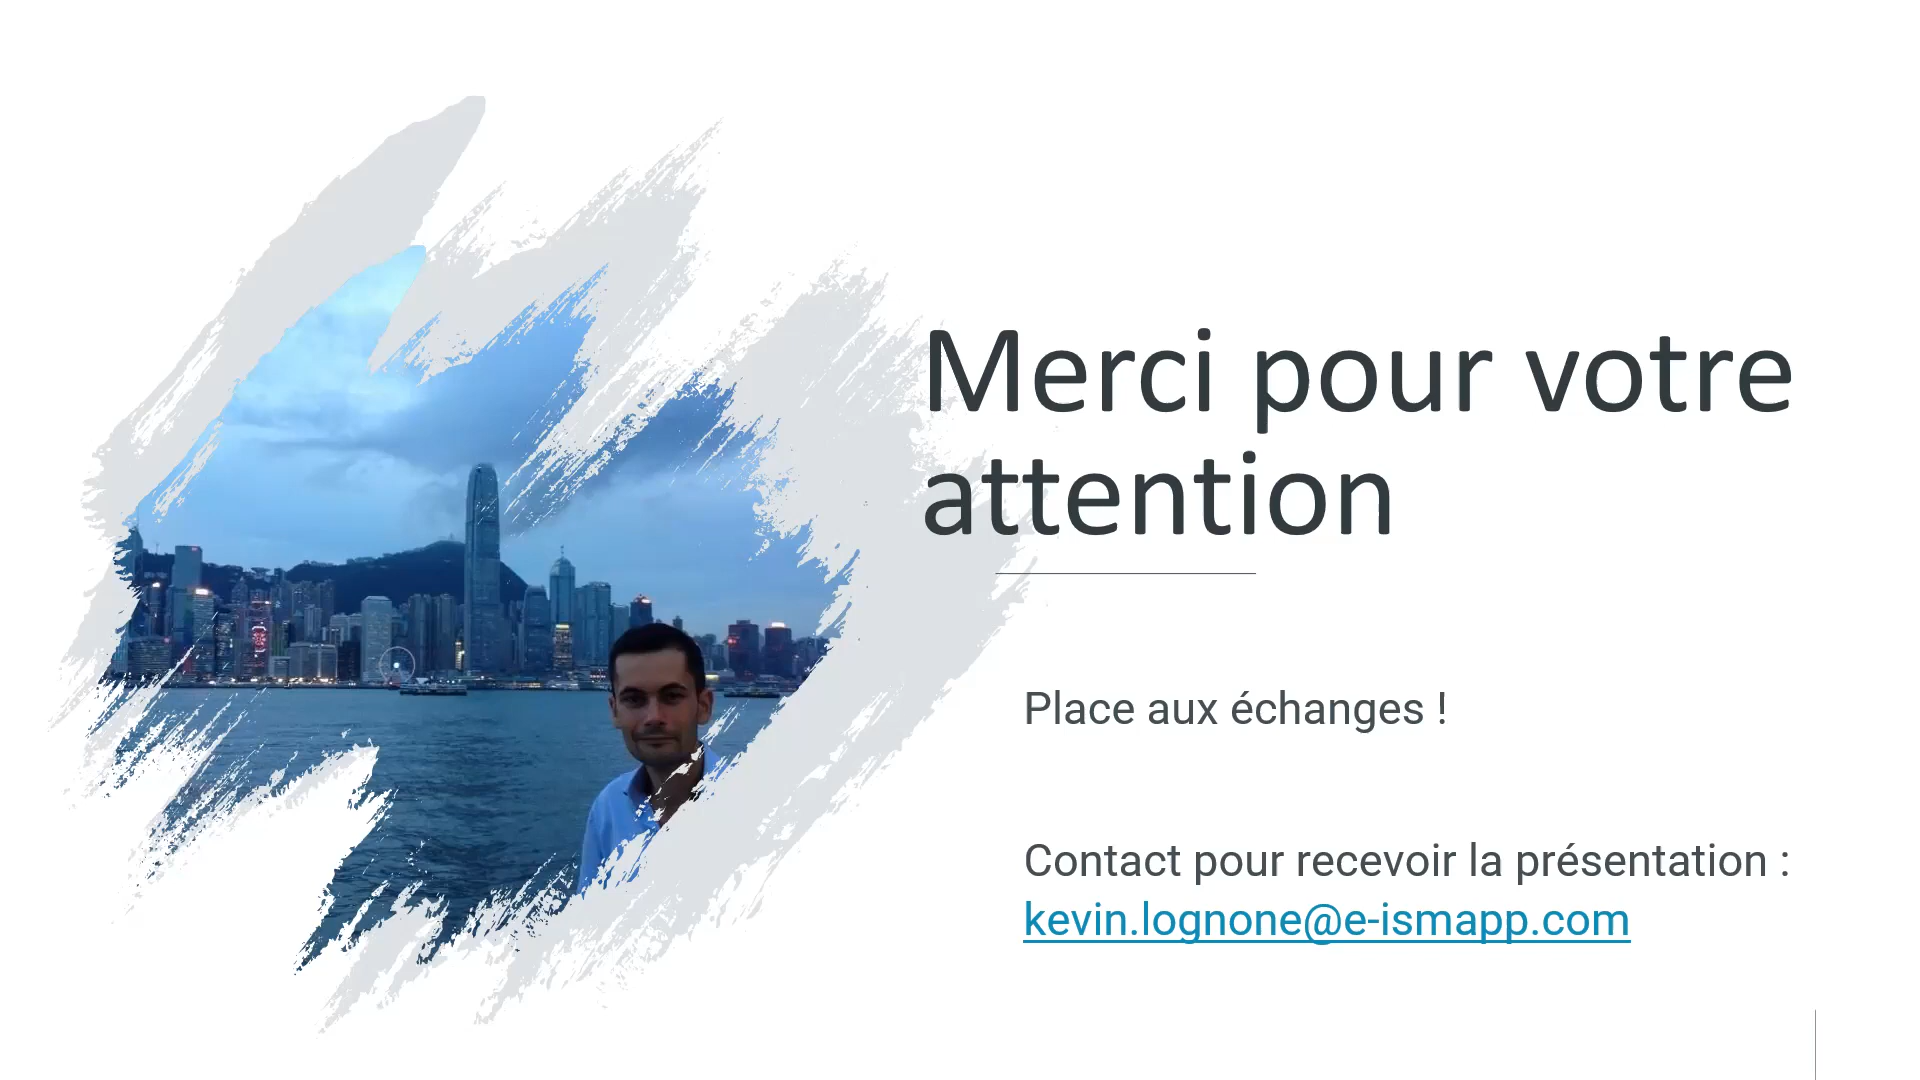 Merci pour votre
attention
Place aux échanges !
Contact pour recevoir la présentation :
kevin.lognone@e-ismapp.com